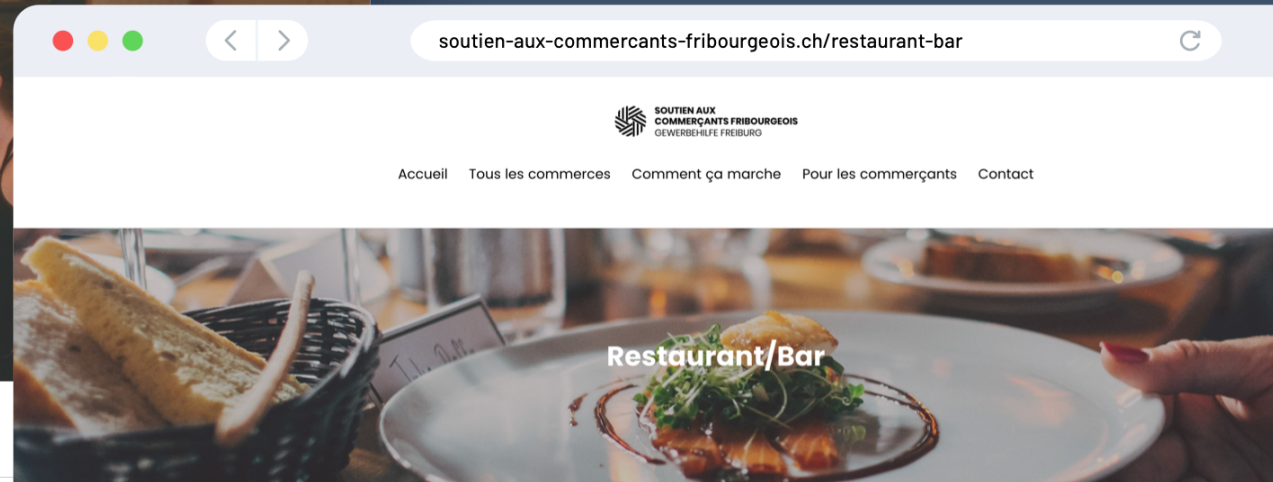 soutien-aux-commercants-fribourgeois.ch/restaurant-bar
SOUTIEN AUX
COMMERÇANTS FRIBOURGEOIS
GEWERBEHILFE FREIBURG
Accueil Tous les commerces Comment ça marche Pour les commerçants Contact
Restaurant/Bar